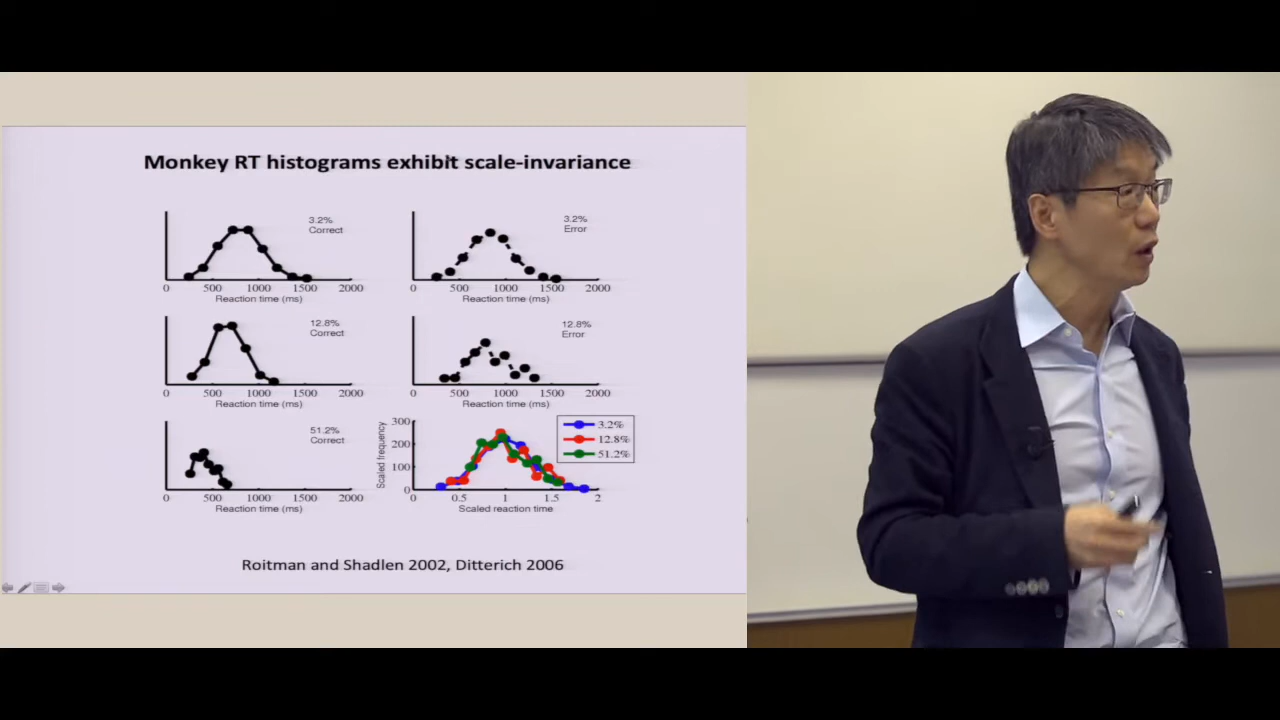 Monkey RT histograms exhibit scale-invariance
3.2%
Correct
0 500 1000 1500 2000
Reaction time (ms)
3.2%
Error
0 500 1000 1500 2000
Reaction time (ms)
12.8%
Correct
0 500 1000 1500 2000
Reaction time (ms)
12.8%
Error
0 500 1000 1500 2000
Reaction time (ms)
51.2%
Correct
0 500 1000 1500 2000
Reaction time (ms)
Scaled frequency
300
200
100
0
3.2%
12.8%
51.2%
0 0.5 1 1.5 2
Scaled reaction time
Roitman and Shadlen 2002, Ditterich 2006